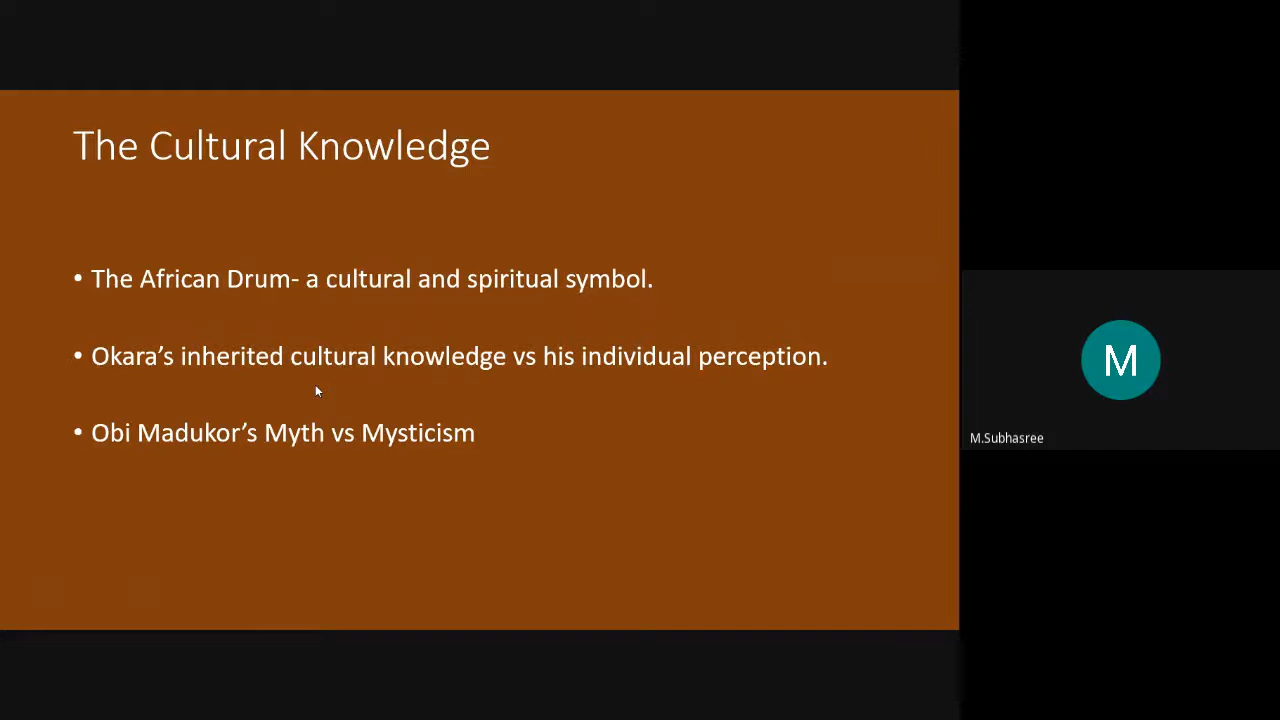 The Cultural Knowledge
• The African Drum- a cultural and spiritual symbol.
• Okara’s inherited cultural knowledge vs his individual perception.
• Obi Madukor’s Myth vs Mysticism
M
M.Subhasree